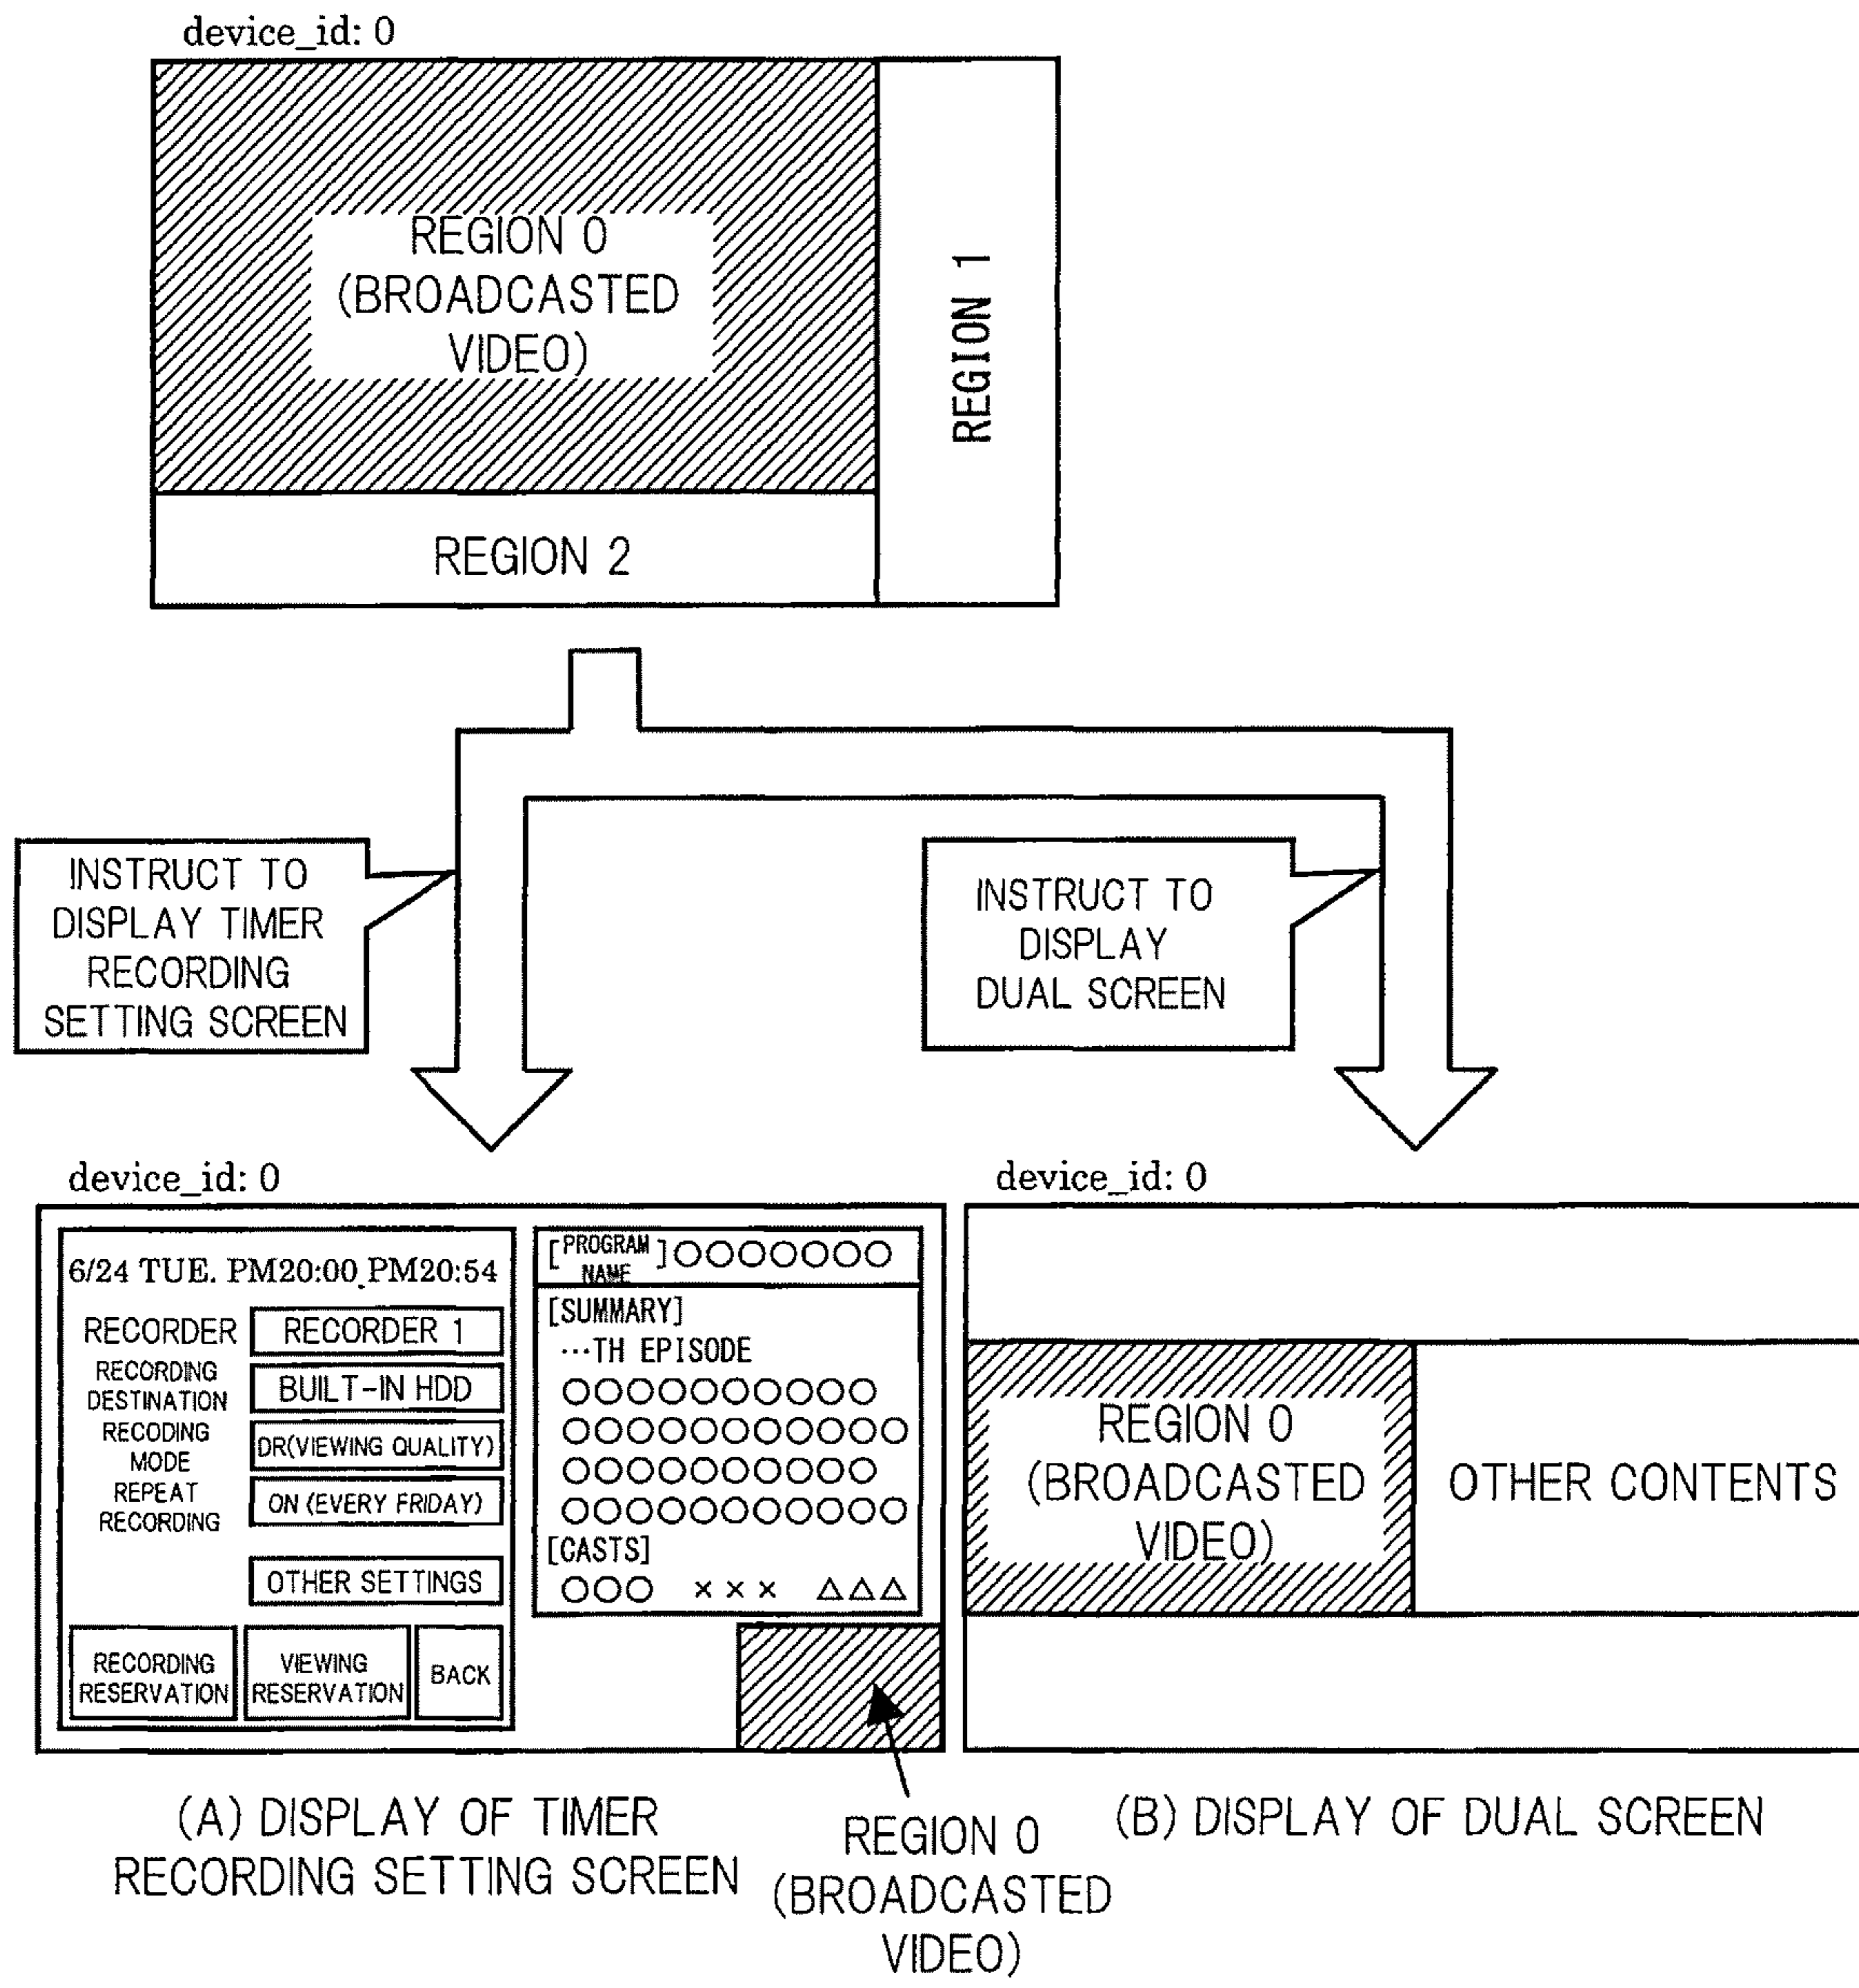 device_id: 0
REGION 0
(BROADCASTED
VIDEO)
REGION 1
REGION 2
INSTRUCT TO
DISPLAY TIMER
RECORDING
SETTING SCREEN
INSTRUCT TO
DISPLAY
DUAL SCREEN
device_id: 0
6/24 TUE. PM20:00 PM20:54
RECORDER
RECORDER 1
RECORDING
DESTINATION
BUILT-IN HDD
RECODING
MODE
DR(VIEWING QUALITY)
REPEAT
RECORDING
ON (EVERY FRIDAY)
OTHER SETTINGS
RECORDING
RESERVATION
VIEWING
RESERVATION
BACK
[PROGRAM NAME]○○○○○○○
[SUMMARY]
…TH EPISODE
○○○○○○○○○○
○○○○○○○○○○○
○○○○○○○○○○
○○○○○○○○○○○
[CASTS]
○○○ ××× △△△
device_id: 0
REGION 0
(BROADCASTED
VIDEO)
OTHER CONTENTS
(A) DISPLAY OF TIMER
RECORDING SETTING SCREEN
REGION 0
(BROADCASTED
VIDEO)
(B) DISPLAY OF DUAL SCREEN